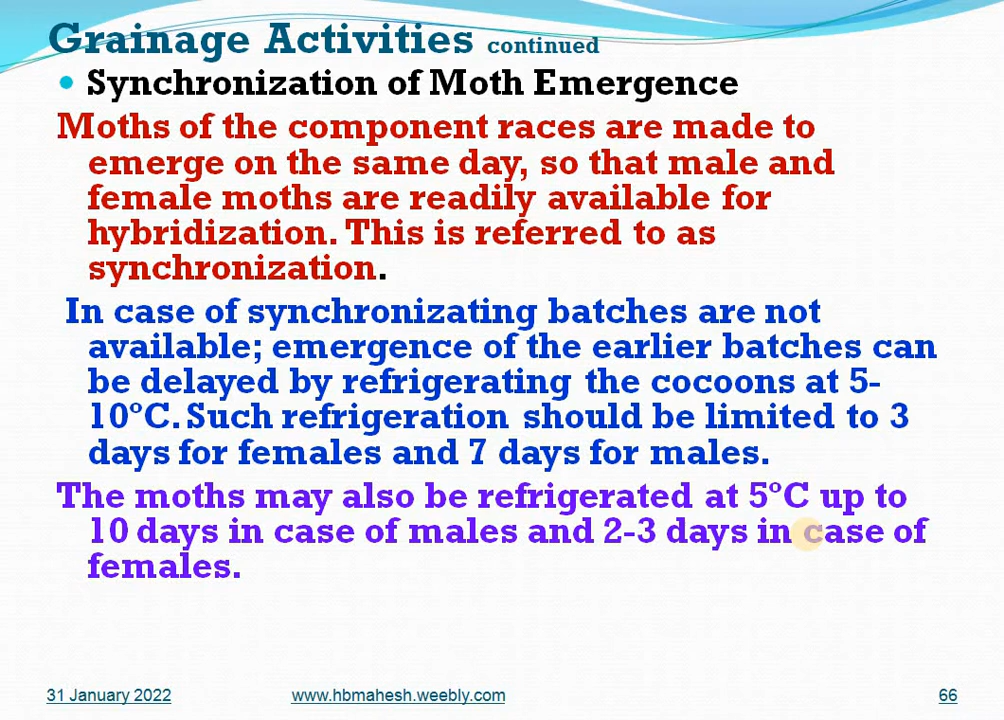 Grainage Activities continued
• Synchronization of Moth Emergence
Moths of the component races are made to
emerge on the same day, so that male and
female moths are readily available for
hybridization. This is referred to as
synchronization.
In case of synchronizating batches are not
available; emergence of the earlier batches can
be delayed by refrigerating the cocoons at 5-
10°C. Such refrigeration should be limited to 3
days for females and 7 days for males.
The moths may also be refrigerated at 5°C up to
10 days in case of males and 2-3 days in case of
females.
31 January 2022
www.hbmahesh.weebly.com
66